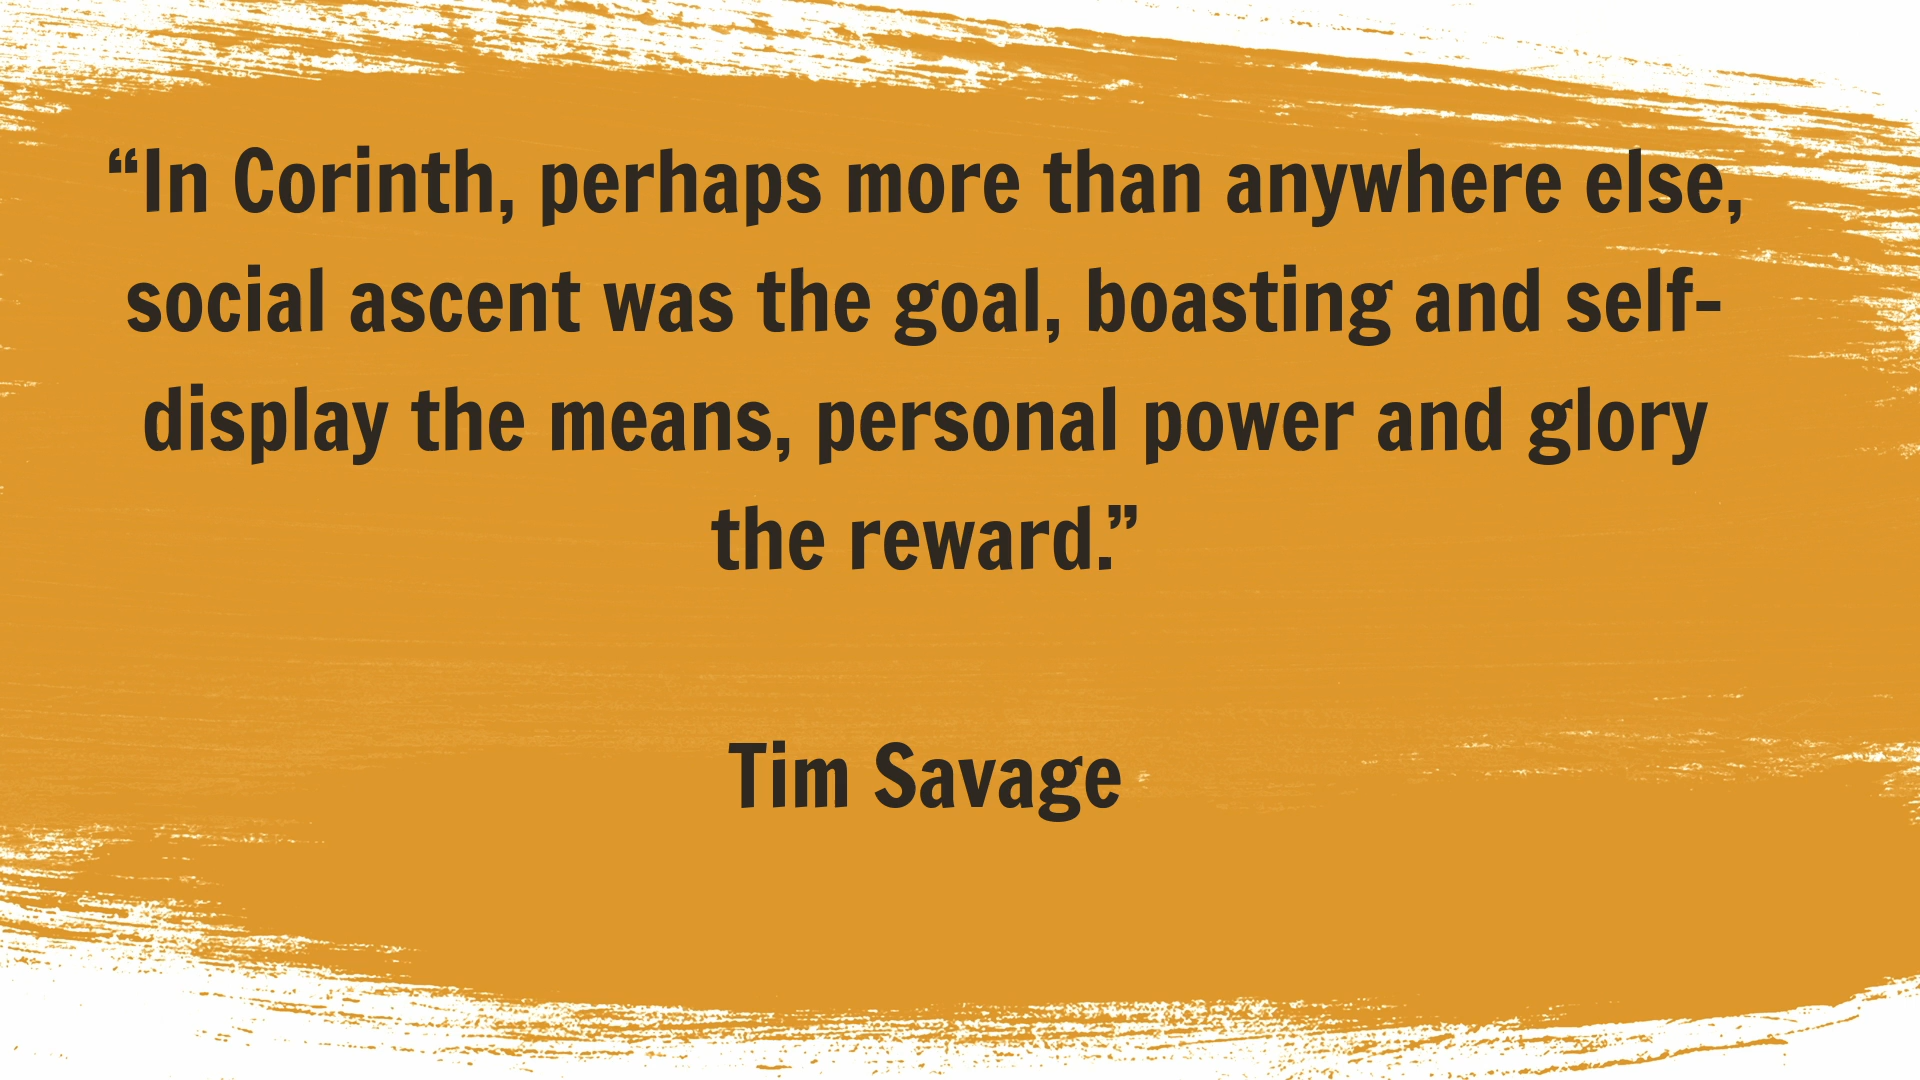 “In Corinth, perhaps more than anywhere else,
social ascent was the goal, boasting and self-
display the means, personal power and glory
the reward.”
Tim Savage